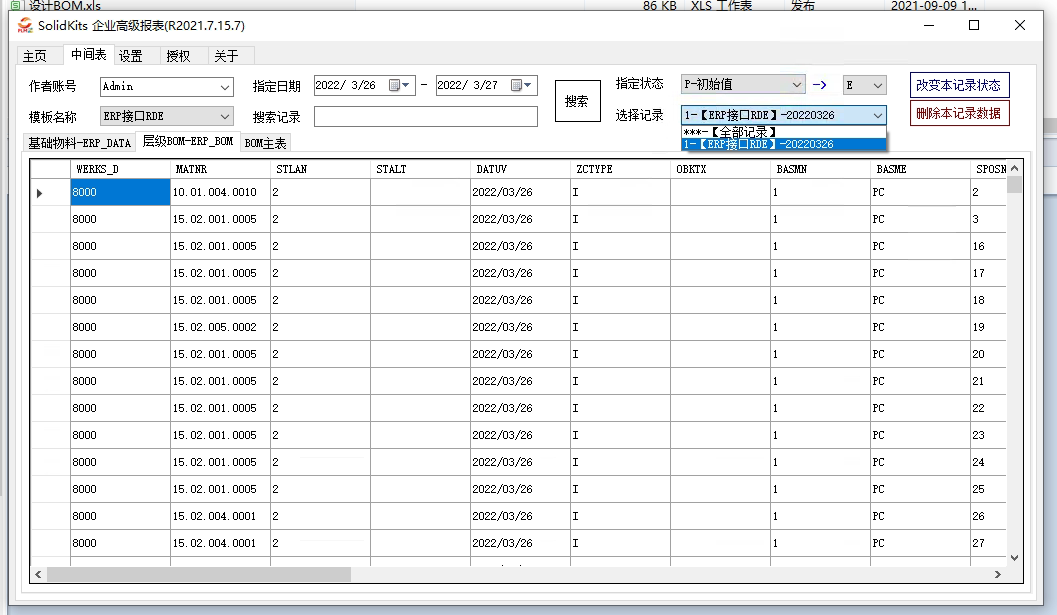 设计BOM.xls 86 KB XLS 工作表 发布 2021-09-09 1...
SolidKits 企业高级报表(R2021.7.15.7)
主页 中间表 设置 授权 关于
作者账号 Admin 指定日期 2022/ 3/26 - 2022/ 3/27 搜索 指定状态 P-初始值 -> E 改变本记录状态
模板名称 ERP接口RDE 搜索记录 选择记录 1-【ERP接口RDE】-20220326 删除本记录数据
***-【全部记录】
1-【ERP接口RDE】-20220326
基础物料-ERP_DATA 层级BOM-ERP_BOM BOM主表
WERKS_D MATNR STLAN STALT DATUV ZCTYPE OBKTX BASMN BASME SPOSN
8000 10.01.004.0010 2 2022/03/26 I 1 PC 2
8000 15.02.001.0005 2 2022/03/26 I 1 PC 3
8000 15.02.001.0005 2 2022/03/26 I 1 PC 16
8000 15.02.001.0005 2 2022/03/26 I 1 PC 17
8000 15.02.001.0005 2 2022/03/26 I 1 PC 18
8000 15.02.005.0002 2 2022/03/26 I 1 PC 19
8000 15.02.001.0005 2 2022/03/26 I 1 PC 20
8000 15.02.001.0005 2 2022/03/26 I 1 PC 21
8000 15.02.001.0005 2 2022/03/26 I 1 PC 22
8000 15.02.001.0005 2 2022/03/26 I 1 PC 23
8000 15.02.001.0005 2 2022/03/26 I 1 PC 24
8000 15.02.001.0005 2 2022/03/26 I 1 PC 25
8000 15.02.004.0001 2 2022/03/26 I 1 PC 26
8000 15.02.004.0001 2 2022/03/26 I 1 PC 27